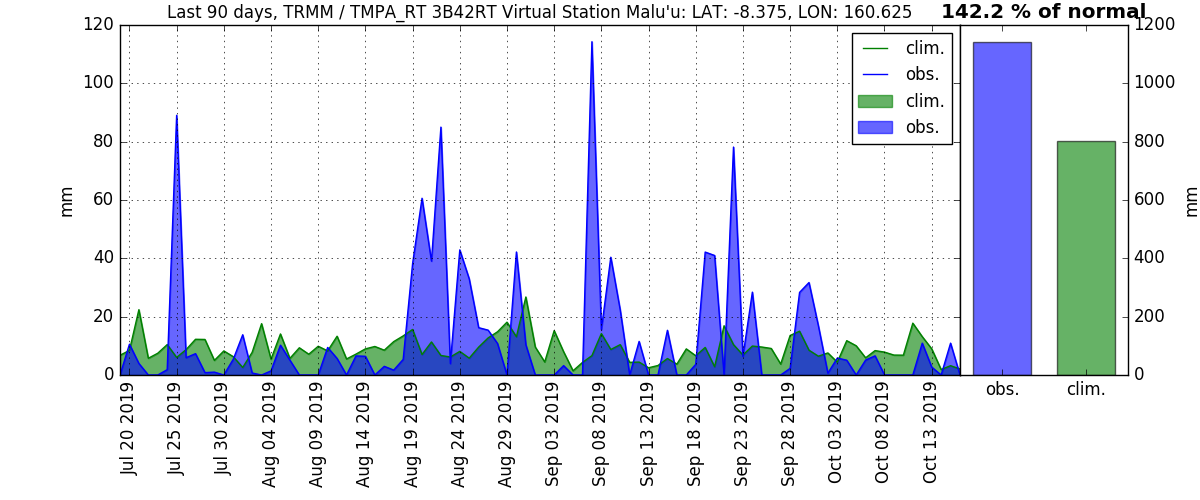 Last 90 days, TRMM / TMPA_RT 3B42RT Virtual Station Malu'u: LAT: -8.375, LON: 160.625
142.2 % of normal
120
100
80
60
40
20
0
mm
clim.
obs.
clim.
obs.
1200
1000
800
600
400
200
0
mm
obs.
clim.
Jul 20 2019
Jul 25 2019
Jul 30 2019
Aug 04 2019
Aug 09 2019
Aug 14 2019
Aug 19 2019
Aug 24 2019
Aug 29 2019
Sep 03 2019
Sep 08 2019
Sep 13 2019
Sep 18 2019
Sep 23 2019
Sep 28 2019
Oct 03 2019
Oct 08 2019
Oct 13 2019